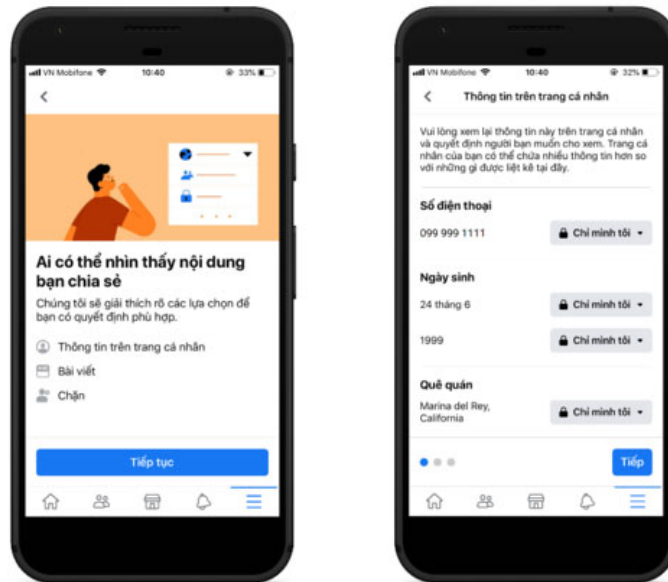 VN Mobifone 10:40 33%
Ai có thể nhìn thấy nội dung
bạn chia sẻ
Chúng tôi sẽ giải thích rõ các lựa chọn để
bạn có quyết định phù hợp.
Thông tin trên trang cá nhân
Bài viết
Chặn
Tiếp tục
VN Mobifone 10:40 32%
Thông tin trên trang cá nhân
Vui lòng xem lại thông tin này trên trang cá nhân
và quyết định người bạn muốn cho xem. Trang cá
nhân của bạn có thể chứa nhiều thông tin hơn so
với những gì được liệt kê tại đây.
Số điện thoại
099 999 1111 Chỉ mình tôi
Ngày sinh
24 tháng 6 Chỉ mình tôi
1999 Chỉ mình tôi
Quê quán
Marina del Rey,
California Chỉ mình tôi
Tiếp